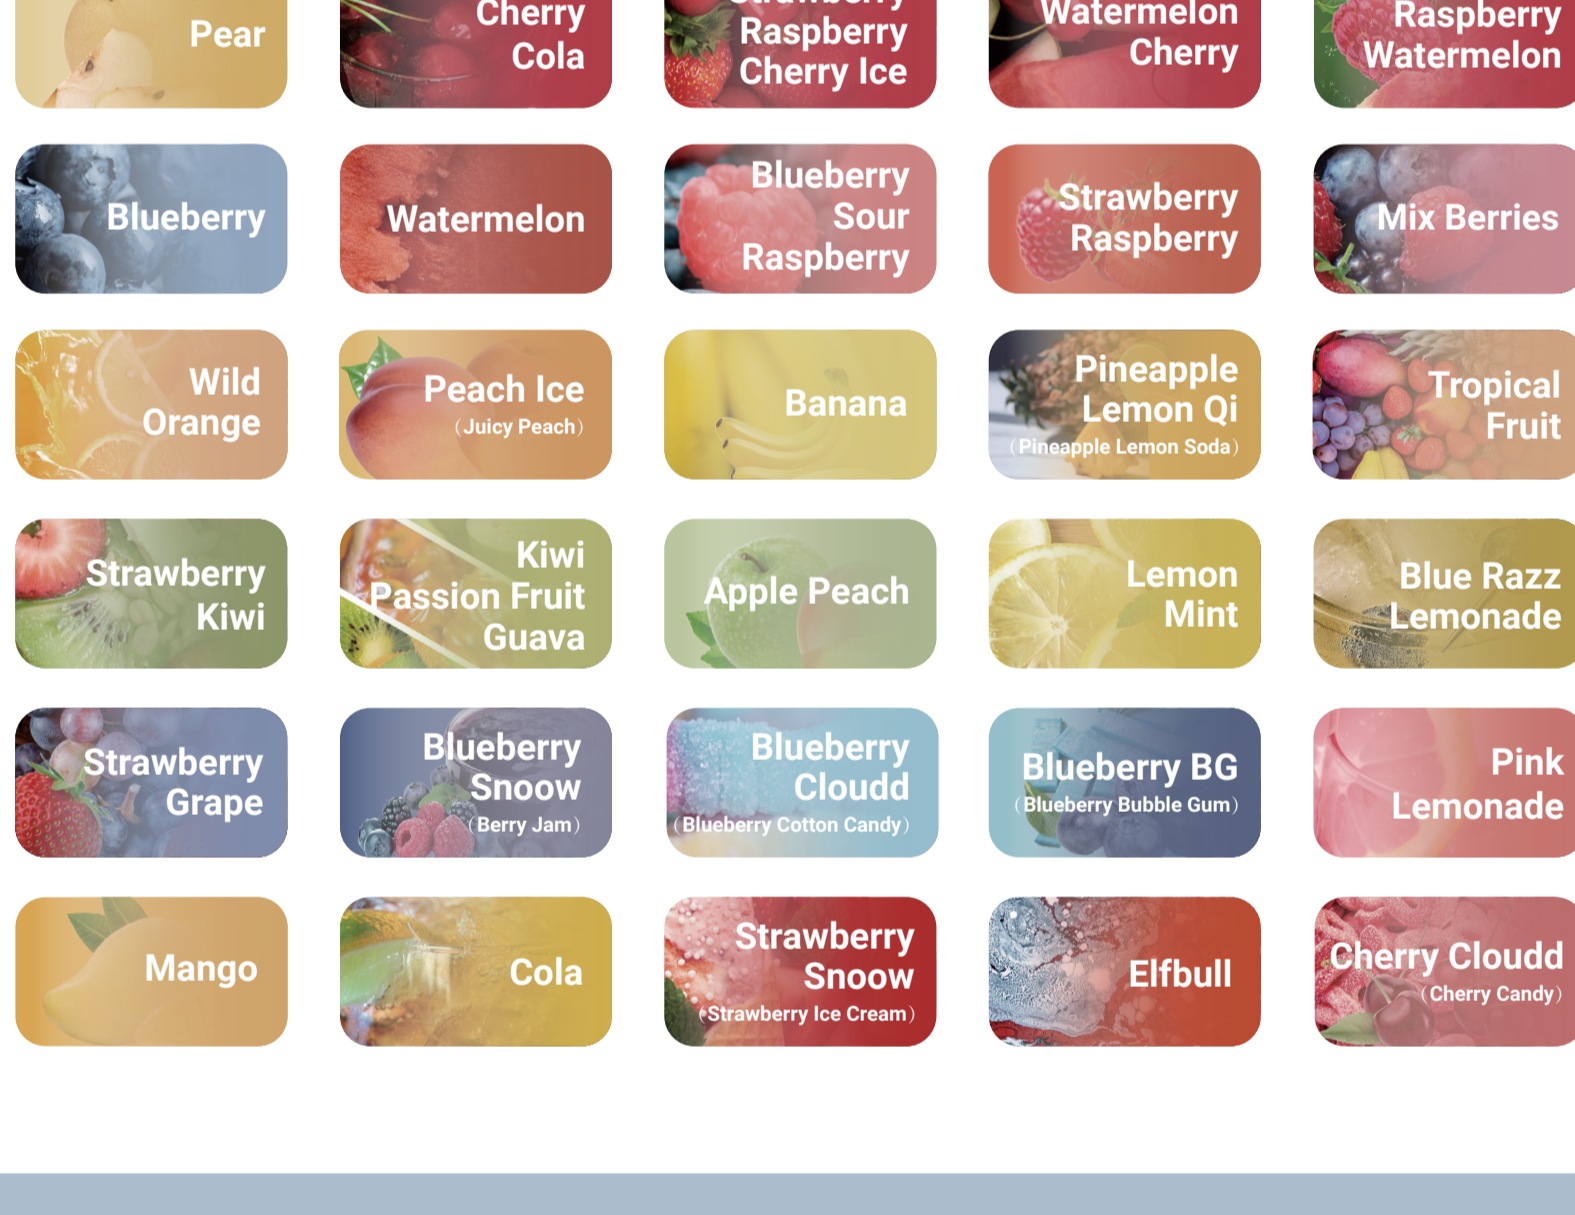 Pear
Cherry
Cola
Strawberry
Raspberry
Cherry Ice
Watermelon
Cherry
Raspberry
Watermelon
Blueberry
Watermelon
Blueberry
Sour
Raspberry
Strawberry
Raspberry
Mix Berries
Wild
Orange
Peach Ice
(Juicy Peach)
Banana
Pineapple
Lemon Qi
(Pineapple Lemon Soda)
Tropical
Fruit
Strawberry
Kiwi
Kiwi
Passion Fruit
Guava
Apple Peach
Lemon
Mint
Blue Razz
Lemonade
Strawberry
Grape
Blueberry
Snoow
(Berry Jam)
Blueberry
Cloudd
(Blueberry Cotton Candy)
Blueberry BG
(Blueberry Bubble Gum)
Pink
Lemonade
Mango
Cola
Strawberry
Snoow
(Strawberry Ice Cream)
Elfbull
Cherry Cloudd
(Cherry Candy)